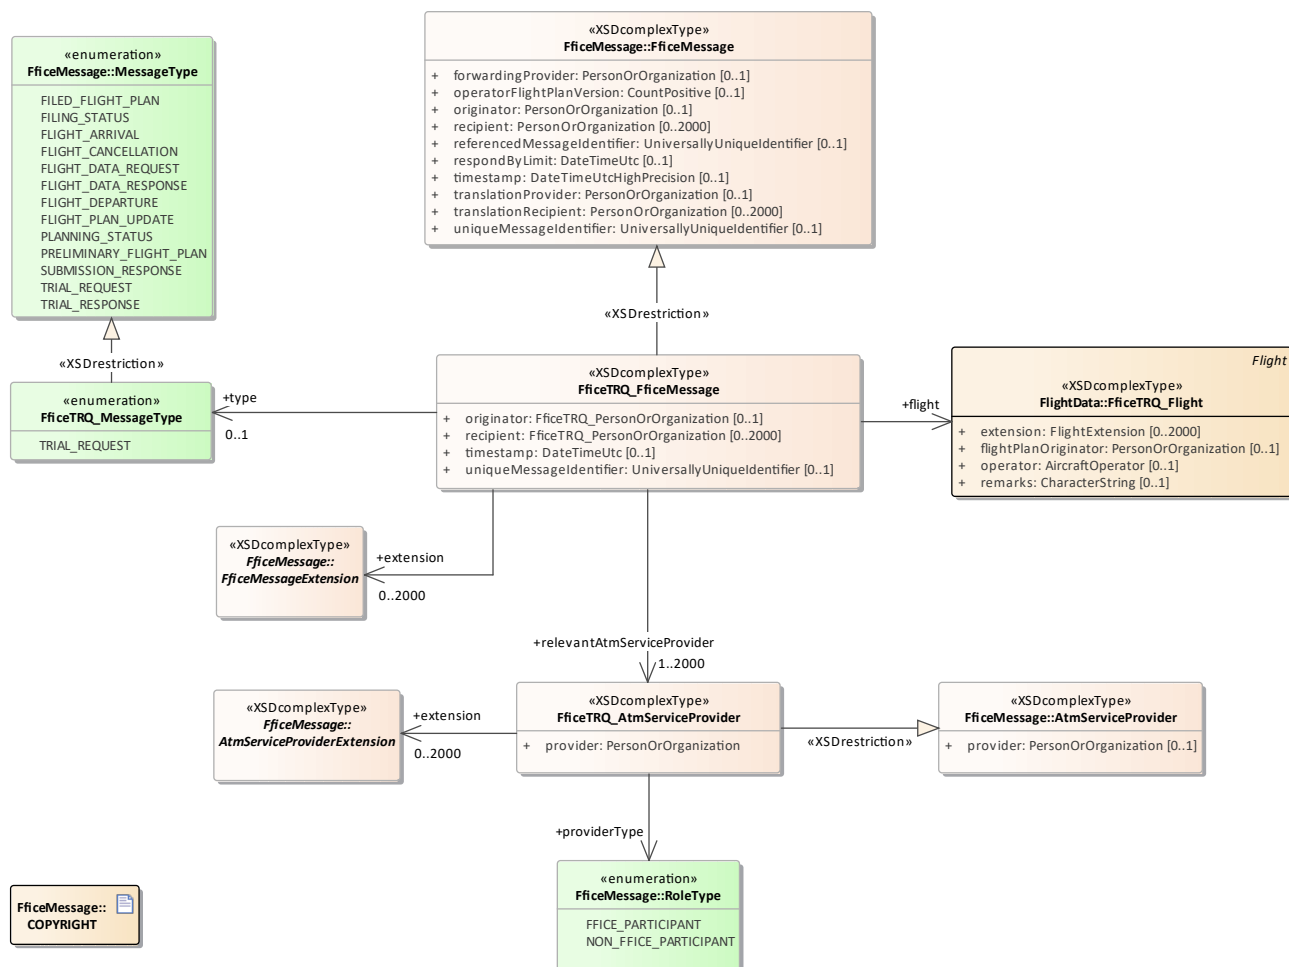 «XSDcomplexType»
FficeMessage::FficeMessage
+ forwardingProvider: PersonOrOrganization [0..1]
+ operatorFlightPlanVersion: CountPositive [0..1]
+ originator: PersonOrOrganization [0..1]
+ recipient: PersonOrOrganization [0..2000]
+ referencedMessageIdentifier: UniversallyUniqueIdentifier [0..1]
+ respondByLimit: DateTimeUtc [0..1]
+ timestamp: DateTimeUtcHighPrecision [0..1]
+ translationProvider: PersonOrOrganization [0..1]
+ translationRecipient: PersonOrOrganization [0..2000]
+ uniqueMessageIdentifier: UniversallyUniqueIdentifier [0..1]
«enumeration»
FficeMessage::MessageType
FILED_FLIGHT_PLAN
FILING_STATUS
FLIGHT_ARRIVAL
FLIGHT_CANCELLATION
FLIGHT_DATA_REQUEST
FLIGHT_DATA_RESPONSE
FLIGHT_DEPARTURE
FLIGHT_PLAN_UPDATE
PLANNING_STATUS
PRELIMINARY_FLIGHT_PLAN
SUBMISSION_RESPONSE
TRIAL_REQUEST
TRIAL_RESPONSE
«XSDrestriction»
«XSDrestriction»
«enumeration»
FficeTRQ_MessageType
TRIAL_REQUEST
+type
0..1
«XSDcomplexType»
FficeTRQ_FficeMessage
+ originator: FficeTRQ_PersonOrOrganization [0..1]
+ recipient: FficeTRQ_PersonOrOrganization [0..2000]
+ timestamp: DateTimeUtc [0..1]
+ uniqueMessageIdentifier: UniversallyUniqueIdentifier [0..1]
+flight
Flight
«XSDcomplexType»
FlightData::FficeTRQ_Flight
+ extension: FlightExtension [0..2000]
+ flightPlanOriginator: PersonOrOrganization [0..1]
+ operator: AircraftOperator [0..1]
+ remarks: CharacterString [0..1]
«XSDcomplexType»
FficeMessage::
FficeMessageExtension
+extension
0..2000
+relevantAtmServiceProvider
1..2000
«XSDcomplexType»
FficeMessage::
AtmServiceProviderExtension
+extension
0..2000
«XSDcomplexType»
FficeTRQ_AtmServiceProvider
+ provider: PersonOrOrganization
«XSDrestriction»
«XSDcomplexType»
FficeMessage::AtmServiceProvider
+ provider: PersonOrOrganization [0..1]
+providerType
«enumeration»
FficeMessage::RoleType
FFICE_PARTICIPANT
NON_FFICE_PARTICIPANT
FficeMessage::
COPYRIGHT